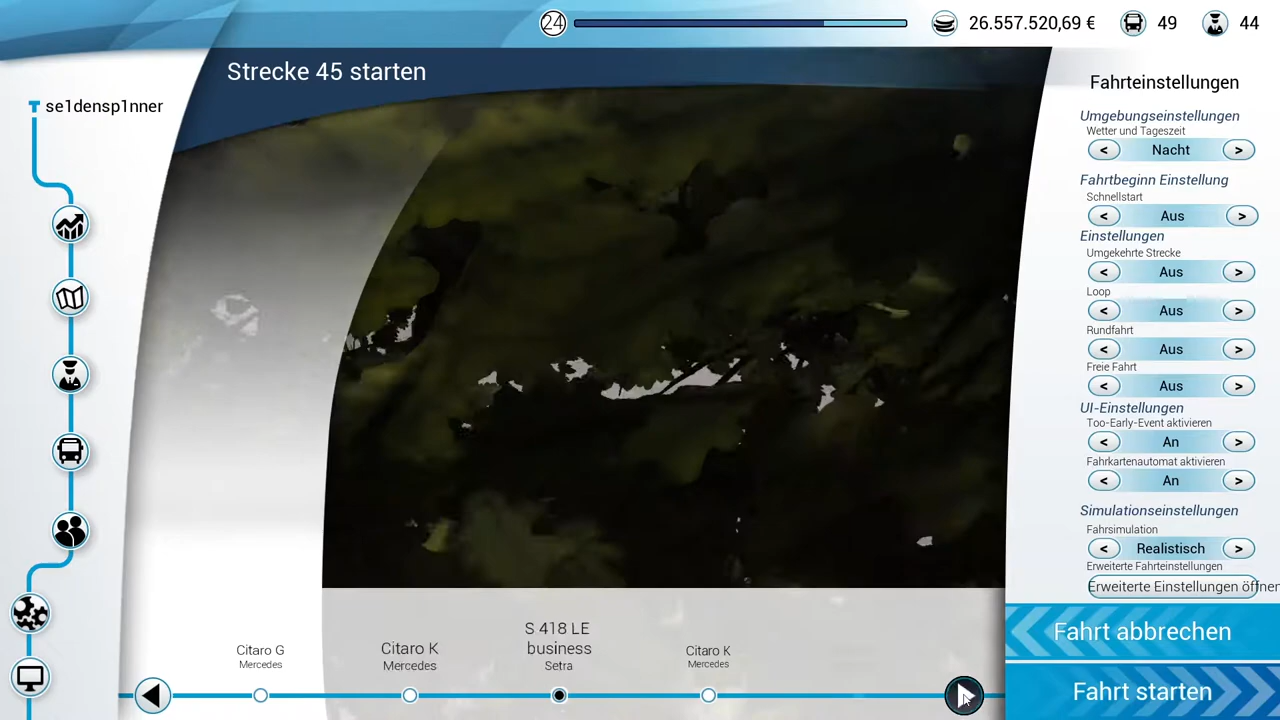 24
26.557.520,69 €
49
44
Strecke 45 starten
se1densp1nner
Fahrteinstellungen
Umgebungseinstellungen
Wetter und Tageszeit
< Nacht >
Fahrtbeginn Einstellung
Schnellstart
< Aus >
Einstellungen
Umgekehrte Strecke
< Aus >
Loop
< Aus >
Rundfahrt
< Aus >
Freie Fahrt
< Aus >
UI-Einstellungen
Too-Early-Event aktivieren
< An >
Fahrkartenautomat aktivieren
< An >
Simulationseinstellungen
Fahrsimulation
< Realistisch >
Erweiterte Fahrteinstellungen
Erweiterte Einstellungen öffnen
Fahrt abbrechen
Fahrt starten
Citaro G
Mercedes
Citaro K
Mercedes
S 418 LE
business
Setra
Citaro K
Mercedes